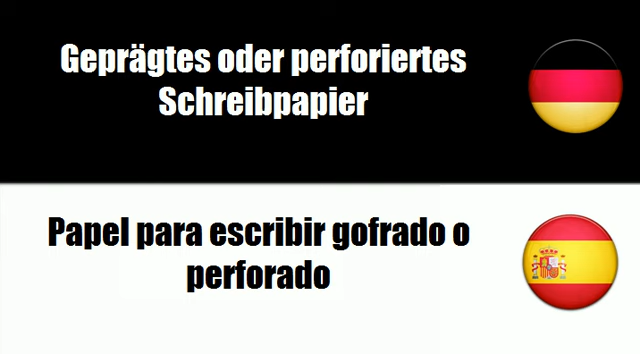 Geprägtes oder perforiertes
Schreibpapier
Papel para escribir gofrado o
perforado